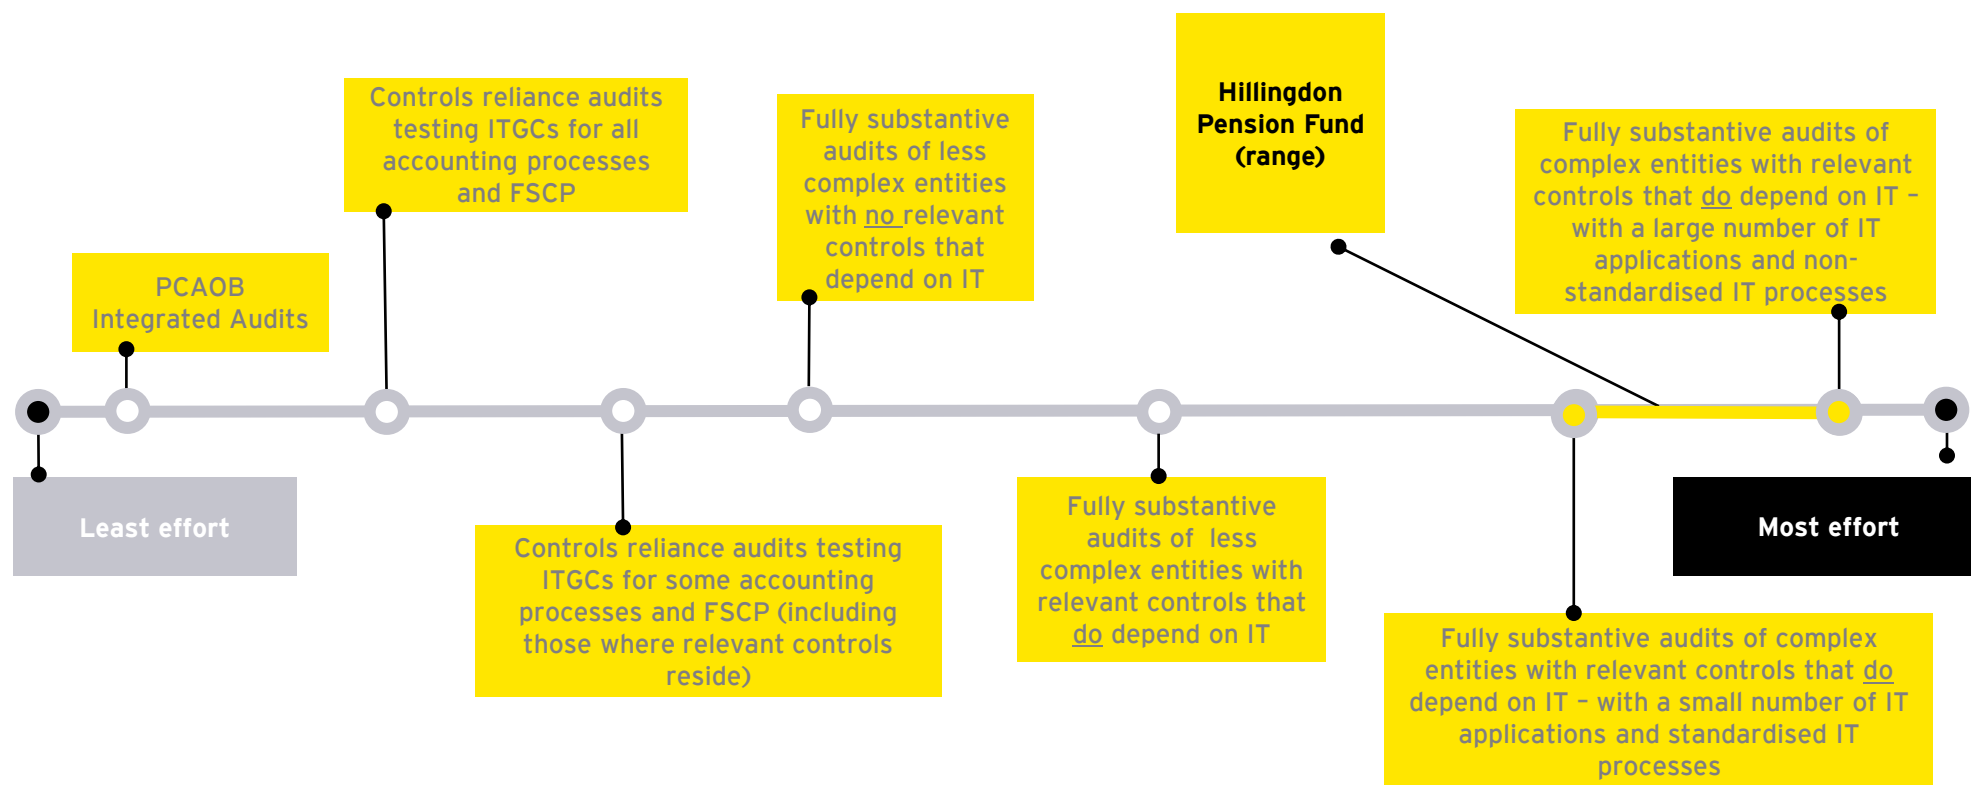 PCAOB
Integrated Audits
Controls reliance audits
testing ITGCs for all
accounting processes
and FSCP
Fully substantive
audits of less
complex entities
with no relevant
controls that
depend on IT
Hillingdon
Pension Fund
(range)
Fully substantive audits of
complex entities with relevant
controls that do depend on IT –
with a large number of IT
applications and non-
standardised IT processes
Least effort
Controls reliance audits testing
ITGCs for some accounting
processes and FSCP (including
those where relevant controls
reside)
Fully substantive
audits of less
complex entities with
relevant controls that
do depend on IT
Most effort
Fully substantive audits of complex
entities with relevant controls that do
depend on IT – with a small number of IT
applications and standardised IT
processes